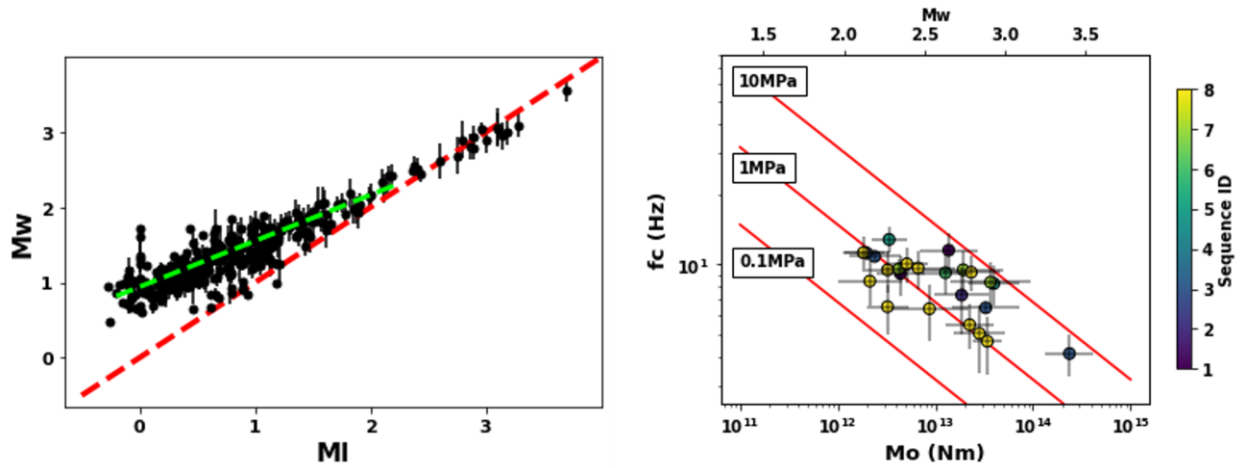 Mw
3
2
1
0
0 1 2 3
Ml
Mw
1.5 2.0 2.5 3.0 3.5
10MPa
1MPa
0.1MPa
fc (Hz)
10¹
10¹¹ 10¹² 10¹³ 10¹⁴ 10¹⁵
Mo (Nm)
8
7
6
5
4
3
2
1
Sequence ID